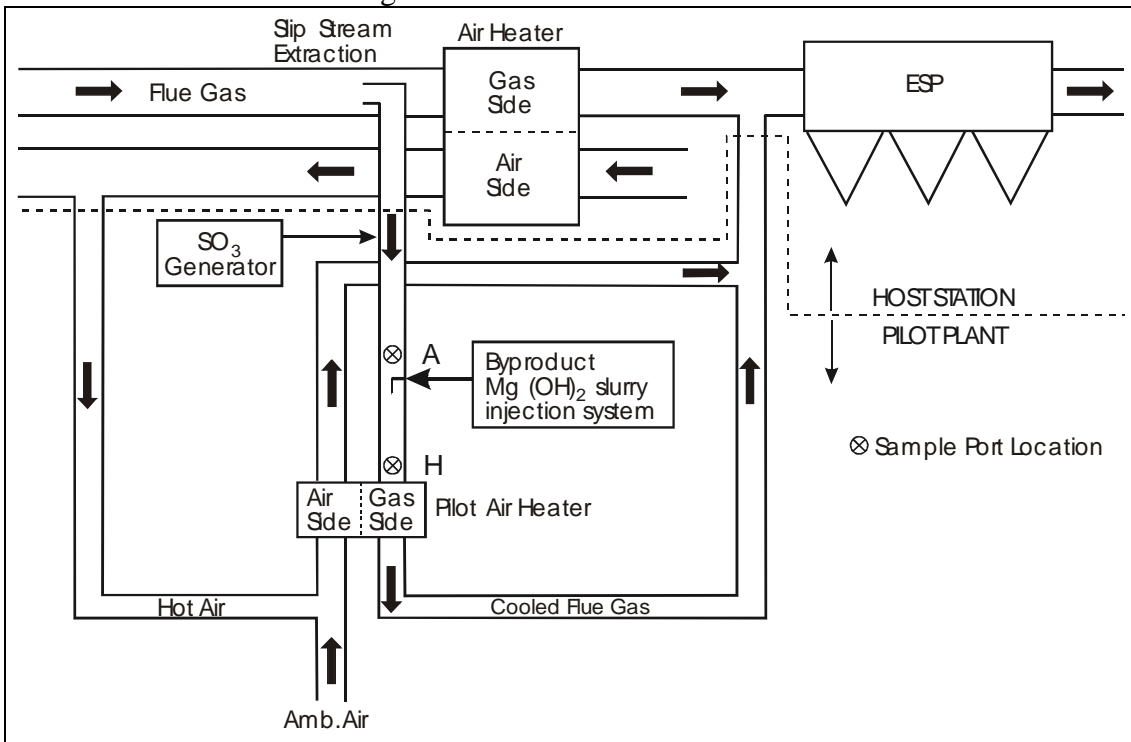 Slip Stream
Extraction
Air Heater
Flue Gas
Gas
Side
Air
Side
ESP
SO3
Generator
HOST STATION
PILOT PLANT
A
Byproduct
Mg (OH)2 slurry
injection system
Sample Port Location
H
Air
Side
Gas
Side
Pilot Air Heater
Hot Air
Cooled Flue Gas
Amb. Air